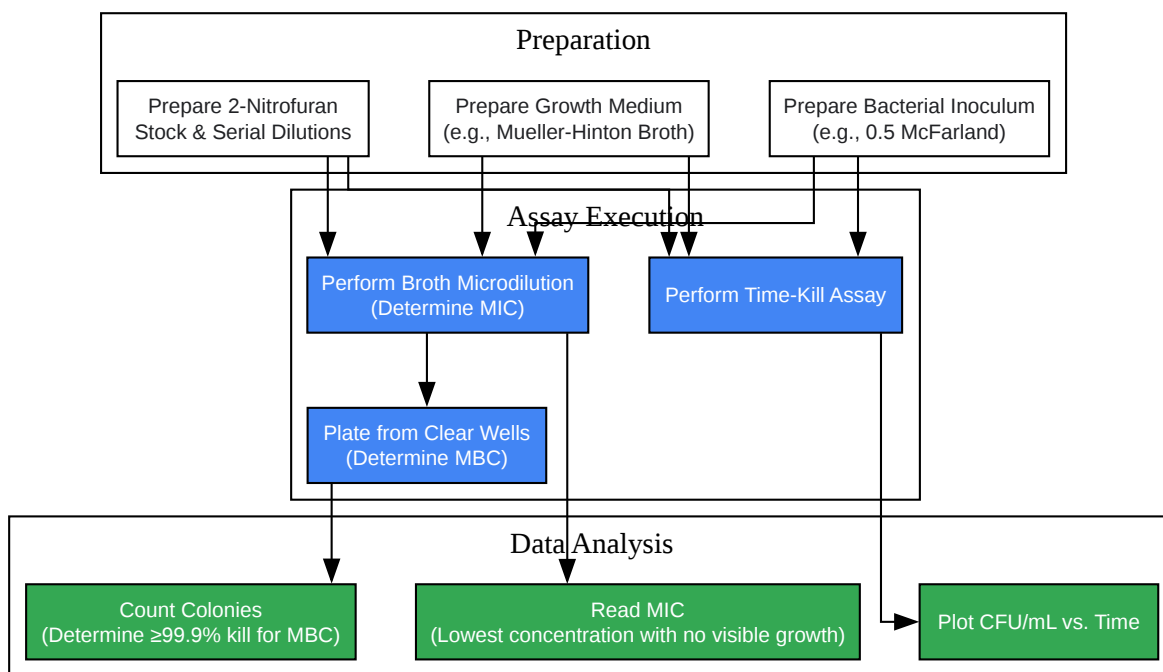 Preparation
Prepare 2-Nitrofuran
Stock & Serial Dilutions
Prepare Growth Medium
(e.g., Mueller-Hinton Broth)
Prepare Bacterial Inoculum
(e.g., 0.5 McFarland)
Assay Execution
Perform Broth Microdilution
(Determine MIC)
Perform Time-Kill Assay
Plate from Clear Wells
(Determine MBC)
Data Analysis
Count Colonies
(Determine ≥99.9% kill for MBC)
Read MIC
(Lowest concentration with no visible growth)
Plot CFU/mL vs. Time